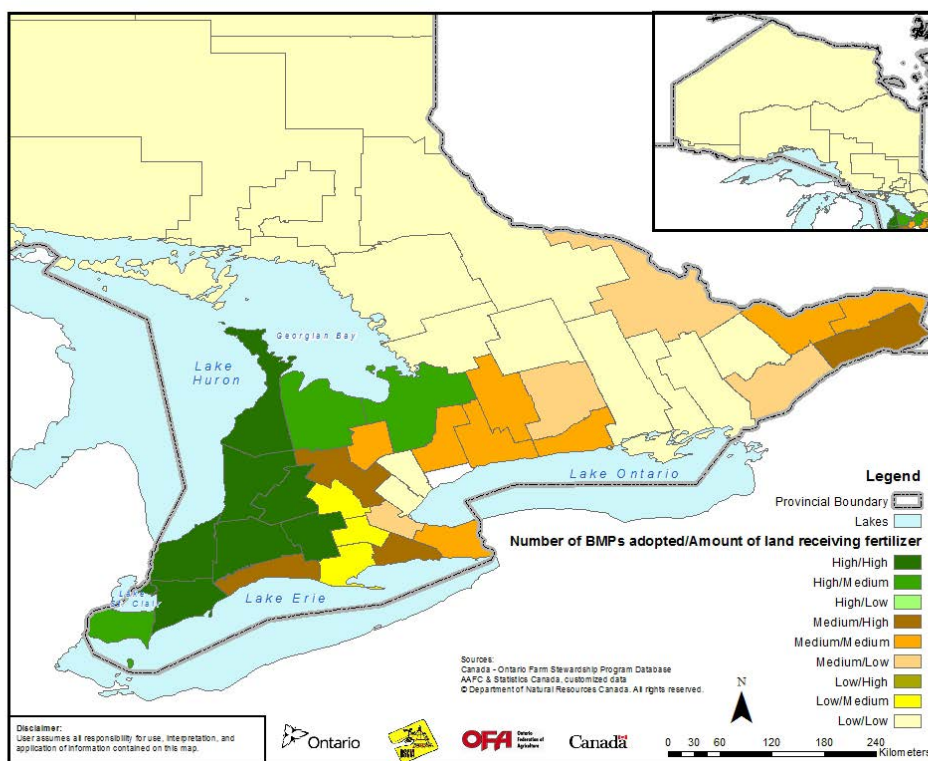 Georgian Bay
Lake
Huron
Lake Ontario
Lake Erie
Lake
St Clair
Legend
Provincial Boundary
Lakes
Number of BMPs adopted/Amount of land receiving fertilizer
High/High
High/Medium
High/Low
Medium/High
Medium/Medium
Medium/Low
Low/High
Low/Medium
Low/Low
Sources:
Canada - Ontario Farm Stewardship Program Database
AAFC & Statistics Canada, customized data
© Department of Natural Resources Canada. All rights reserved.
N
0 30 60 120 180 240
Kilometers
Disclaimer:
User assumes all responsibility for use, interpretation, and
application of information contained on this map.
Ontario
OSCIA
OFA
Ontario
Federation of
Agriculture
Canada